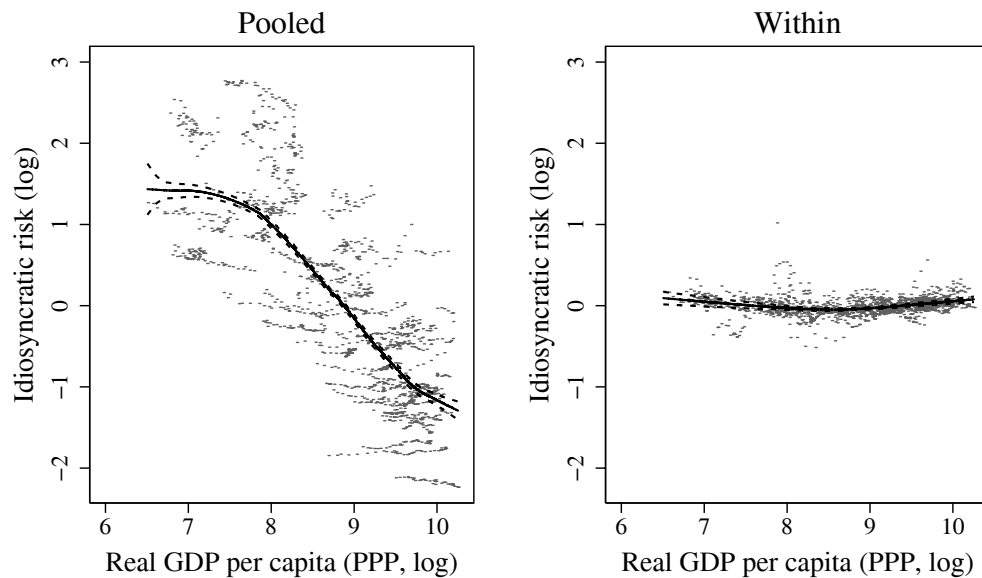 Pooled
Idiosyncratic risk (log)
3
2
1
0
−1
−2
6 7 8 9 10
Real GDP per capita (PPP, log)
Within
Idiosyncratic risk (log)
3
2
1
0
−1
−2
6 7 8 9 10
Real GDP per capita (PPP, log)